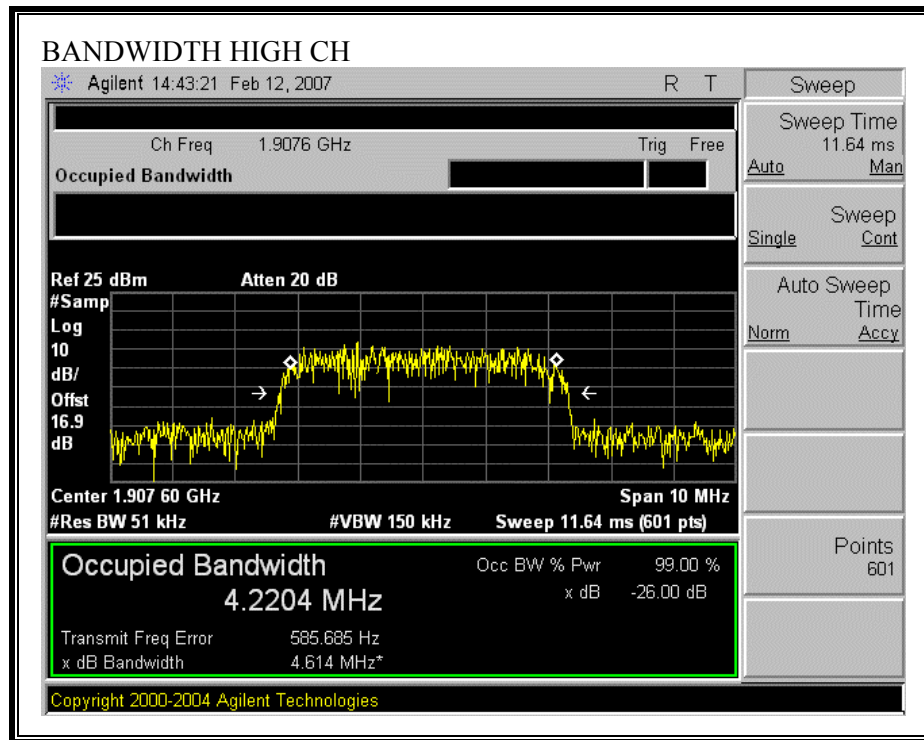 BANDWIDTH HIGH CH
Agilent 14:43:21 Feb 12, 2007 R T
Ch Freq 1.9076 GHz Trig Free
Occupied Bandwidth
Ref 25 dBm Atten 20 dB
#Samp
Log
10
dB/
Offst
16.9
dB
Center 1.907 60 GHz Span 10 MHz
#Res BW 51 kHz #VBW 150 kHz Sweep 11.64 ms (601 pts)
Occupied Bandwidth
4.2204 MHz
Occ BW % Pwr 99.00 %
x dB -26.00 dB
Transmit Freq Error 585.685 Hz
x dB Bandwidth 4.614 MHz*
Copyright 2000-2004 Agilent Technologies
Sweep
Sweep Time
11.64 ms
Auto Man
Sweep
Single Cont
Auto Sweep
Time
Norm Accy
Points
601